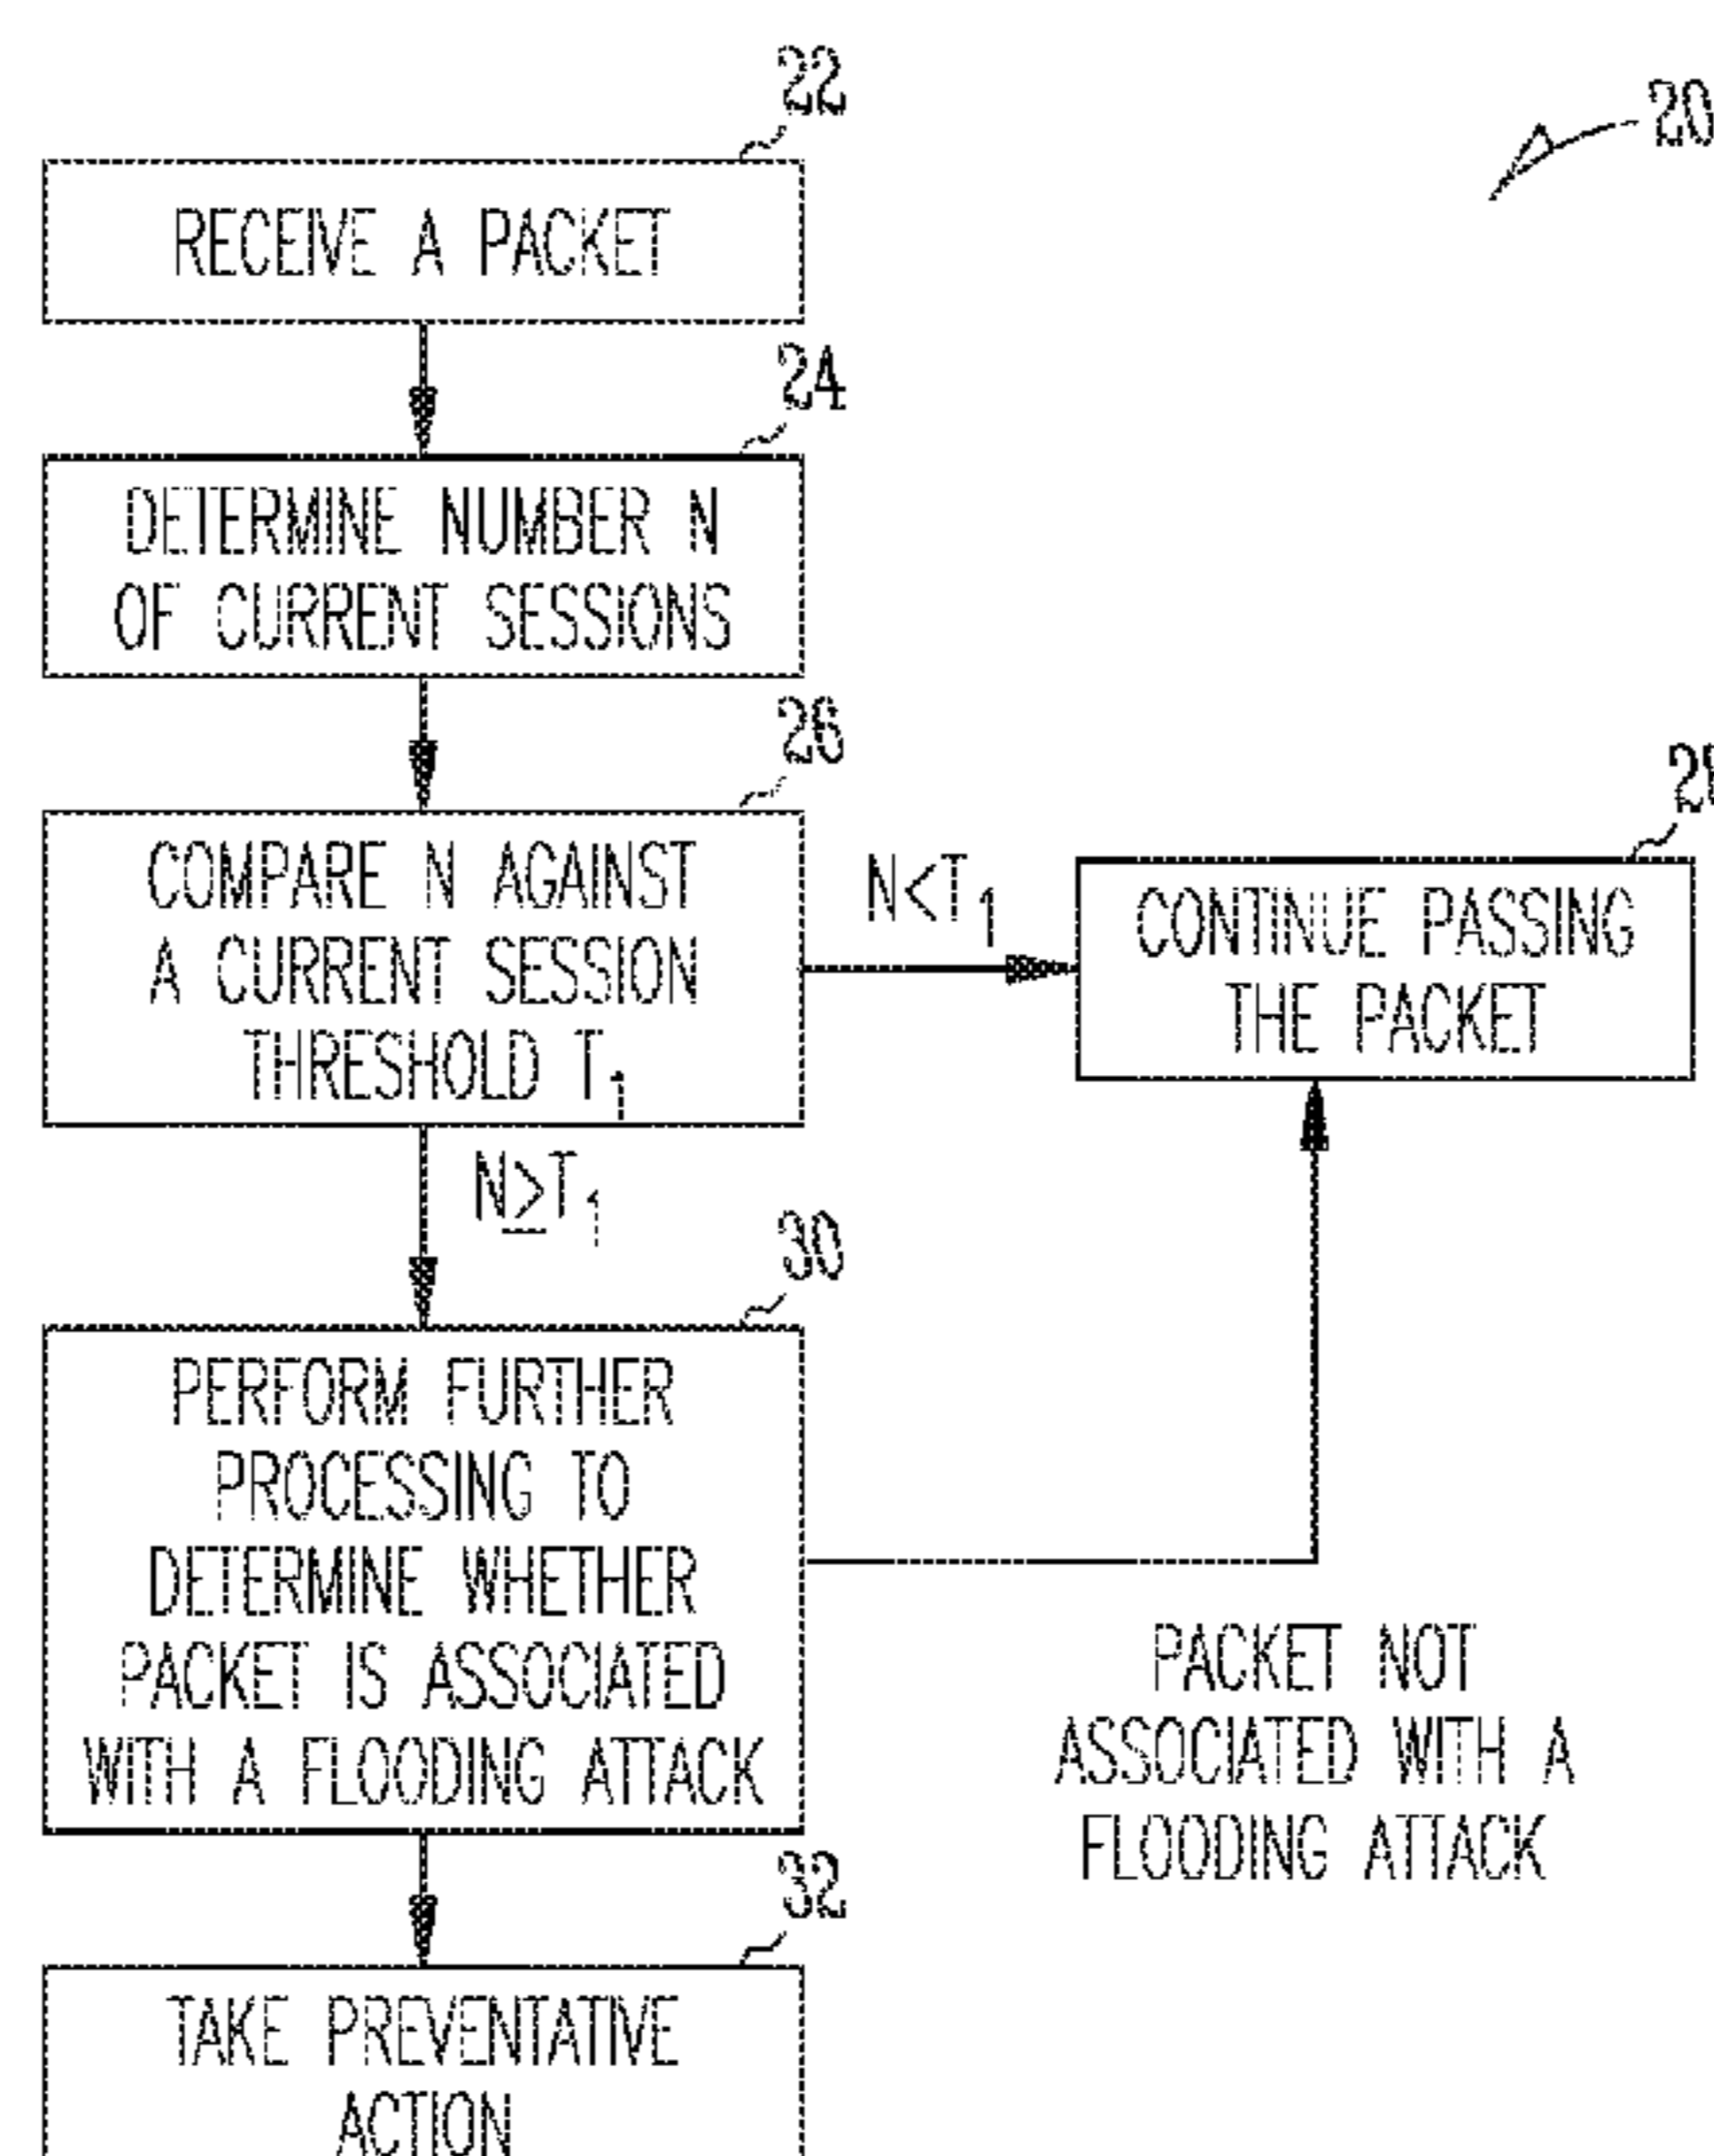 22
20
RECEIVE A PACKET
24
DETERMINE NUMBER N
OF CURRENT SESSIONS
26
COMPARE N AGAINST
A CURRENT SESSION
THRESHOLD T1
N<T1
CONTINUE PASSING
THE PACKET
N≥T1
30
PERFORM FURTHER
PROCESSING TO
DETERMINE WHETHER
PACKET IS ASSOCIATED
WITH A FLOODING ATTACK
PACKET NOT
ASSOCIATED WITH A
FLOODING ATTACK
32
TAKE PREVENTATIVE
ACTION